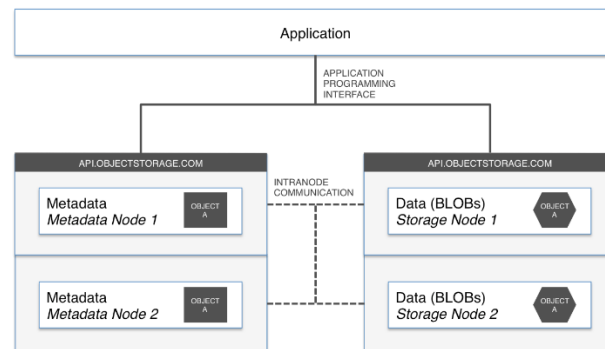 Application
APPLICATION
PROGRAMMING
INTERFACE
API.OBJECTSTORAGE.COM
Metadata
Metadata Node 1
OBJECT
A
INTRANODE
COMMUNICATION
API.OBJECTSTORAGE.COM
Data (BLOBs)
Storage Node 1
OBJECT
A
Metadata
Metadata Node 2
OBJECT
A
Data (BLOBs)
Storage Node 2
OBJECT
A